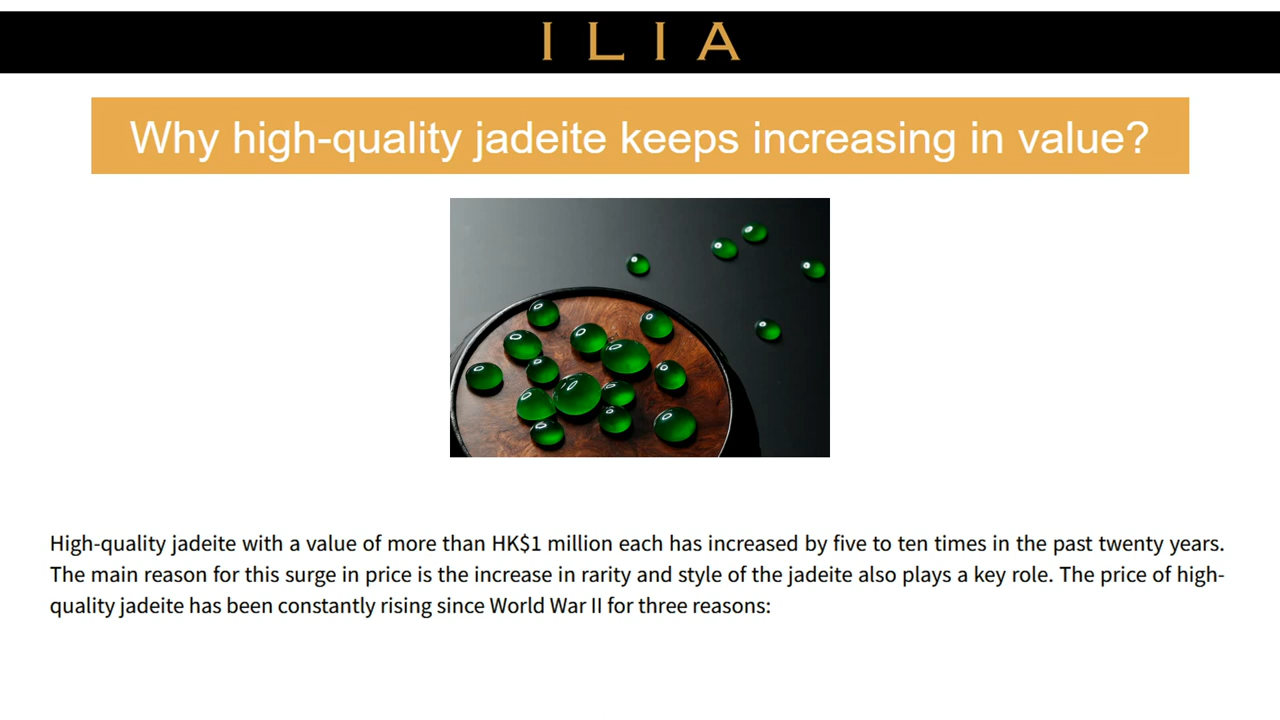 ILIA
Why high-quality jadeite keeps increasing in value?
High-quality jadeite with a value of more than HK$1 million each has increased by five to ten times in the past twenty years.
The main reason for this surge in price is the increase in rarity and style of the jadeite also plays a key role. The price of high-
quality jadeite has been constantly rising since World War II for three reasons: